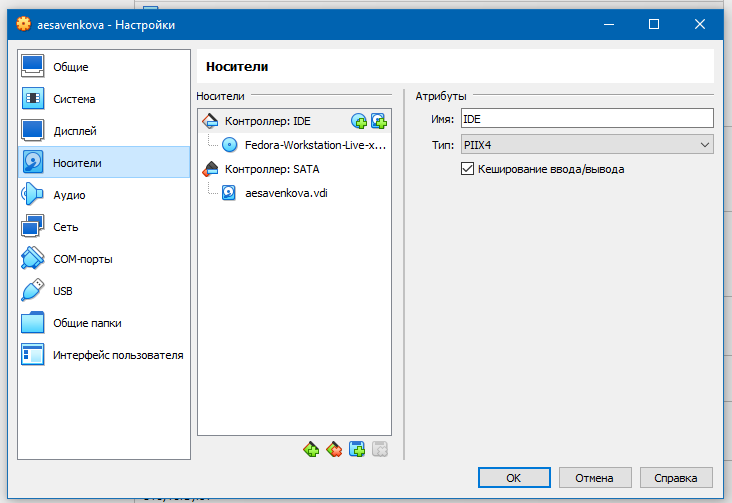 aesavenkova - Настройки
Общие
Система
Дисплей
Носители
Аудио
Сеть
COM-порты
USB
Общие папки
Интерфейс пользователя
Носители
Носители
Контроллер: IDE
Fedora-Workstation-Live-x...
Контроллер: SATA
aesavenkova.vdi
Атрибуты
Имя: IDE
Тип: PIIX4
Кеширование ввода/вывода
OK
Отмена
Справка